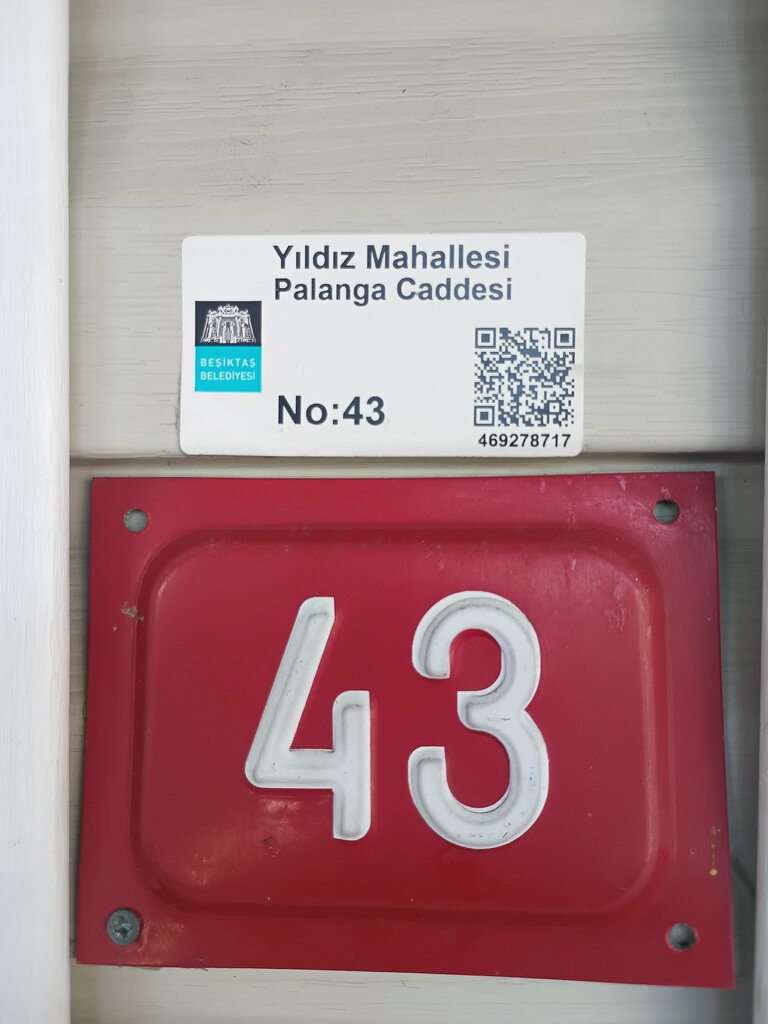 Yıldız Mahallesi
Palanga Caddesi
BEŞİKTAŞ
BELEDİYESİ
No:43
469278717
43